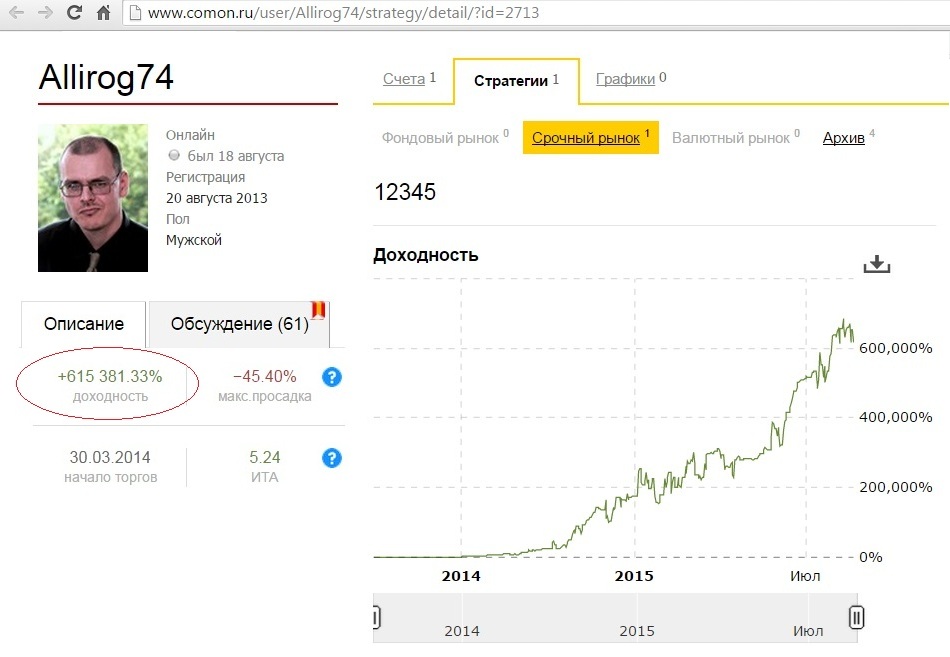 www.comon.ru/user/Allirog74/strategy/detail/?id=2713
Allirog74
Онлайн
был 18 августа
Регистрация
20 августа 2013
Пол
Мужской
Счета 1
Стратегии 1
Графики 0
Фондовый рынок 0
Срочный рынок 1
Валютный рынок 0
Архив 4
12345
Доходность
Описание
Обсуждение (61)
+615 381.33%
доходность
−45.40%
макс.просадка
?
30.03.2014
начало торгов
5.24
ИТА
?
600,000%
400,000%
200,000%
0%
2014
2015
Июл
2014
2015
Июл